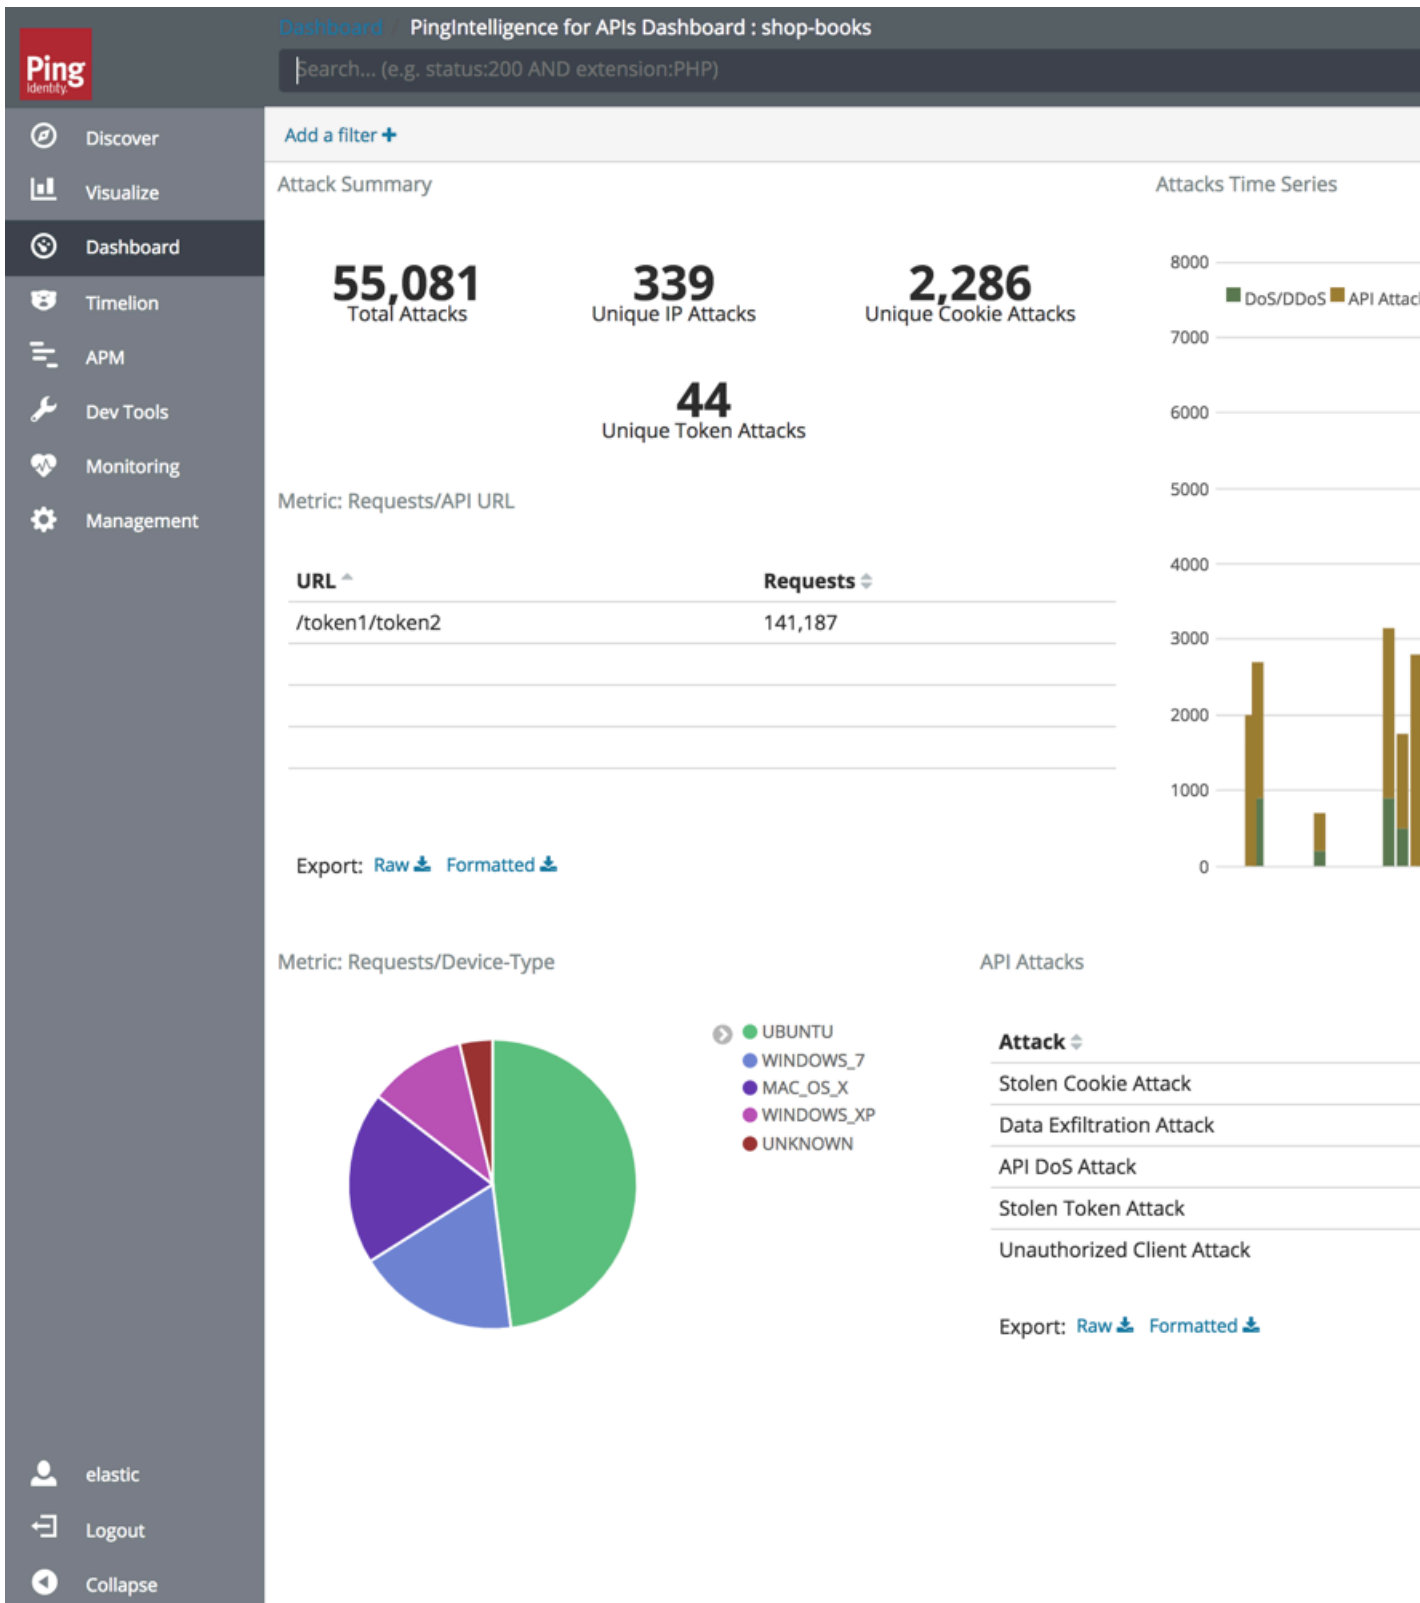 Dashboard / PingIntelligence for APIs Dashboard : shop-books
Ping
Identity.
Search... (e.g. status:200 AND extension:PHP)
Discover
Visualize
Dashboard
Timelion
APM
Dev Tools
Monitoring
Management
Add a filter +
Attack Summary
55,081
Total Attacks
339
Unique IP Attacks
2,286
Unique Cookie Attacks
44
Unique Token Attacks
Attacks Time Series
8000
DoS/DDoS API Attac
7000
6000
5000
4000
3000
2000
1000
0
Metric: Requests/API URL
URL Requests
/token1/token2 141,187
Export: Raw Formatted
Metric: Requests/Device-Type
UBUNTU
WINDOWS_7
MAC_OS_X
WINDOWS_XP
UNKNOWN
API Attacks
Attack
Stolen Cookie Attack
Data Exfiltration Attack
API DoS Attack
Stolen Token Attack
Unauthorized Client Attack
Export: Raw Formatted
elastic
Logout
Collapse